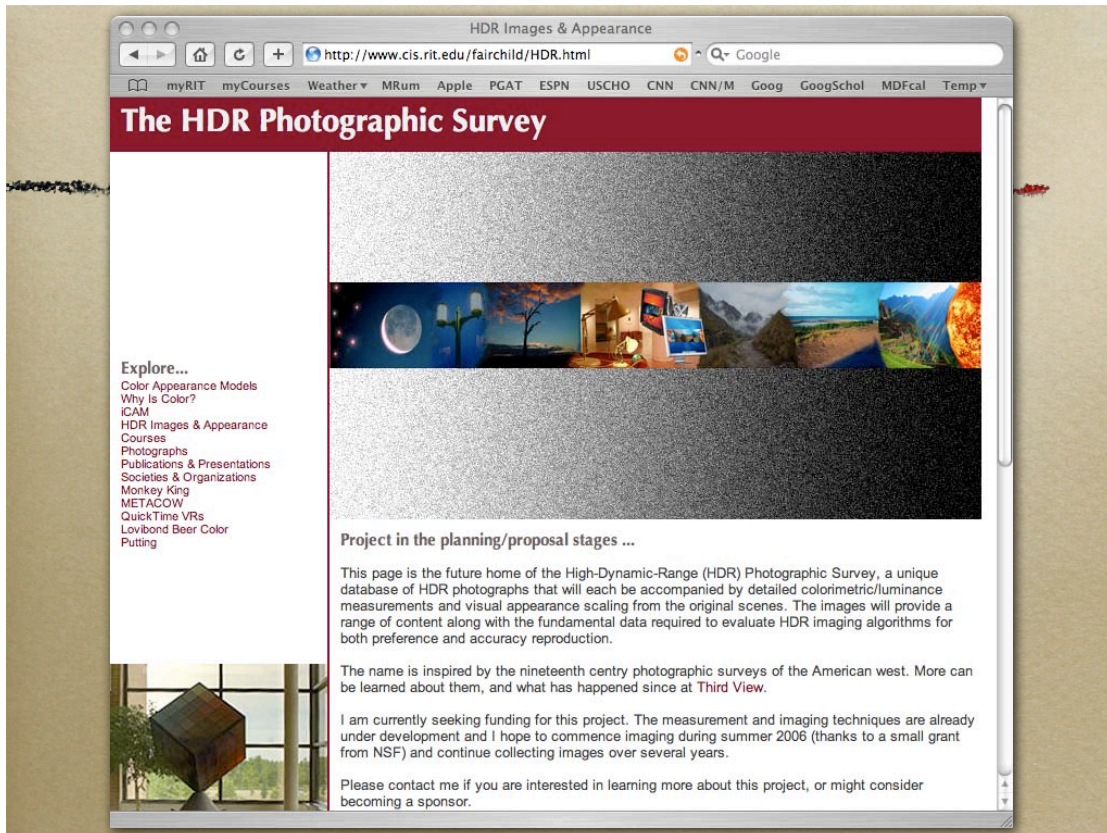 HDR Images & Appearance
http://www.cis.rit.edu/fairchild/HDR.html
Google
myRIT myCourses Weather MRum Apple PGAT ESPN USCHO CNN CNN/M Goog GoogSchol MDFcal Temp
The HDR Photographic Survey
Explore...
Color Appearance Models
Why Is Color?
iCAM
HDR Images & Appearance
Courses
Photographs
Publications & Presentations
Societies & Organizations
Monkey King
METACOW
QuickTime VRs
Lovibond Beer Color
Putting
Project in the planning/proposal stages ...
This page is the future home of the High-Dynamic-Range (HDR) Photographic Survey, a unique
database of HDR photographs that will each be accompanied by detailed colorimetric/luminance
measurements and visual appearance scaling from the original scenes. The images will provide a
range of content along with the fundamental data required to evaluate HDR imaging algorithms for
both preference and accuracy reproduction.
The name is inspired by the nineteenth centry photographic surveys of the American west. More can
be learned about them, and what has happened since at Third View.
I am currently seeking funding for this project. The measurement and imaging techniques are already
under development and I hope to commence imaging during summer 2006 (thanks to a small grant
from NSF) and continue collecting images over several years.
Please contact me if you are interested in learning more about this project, or might consider
becoming a sponsor.